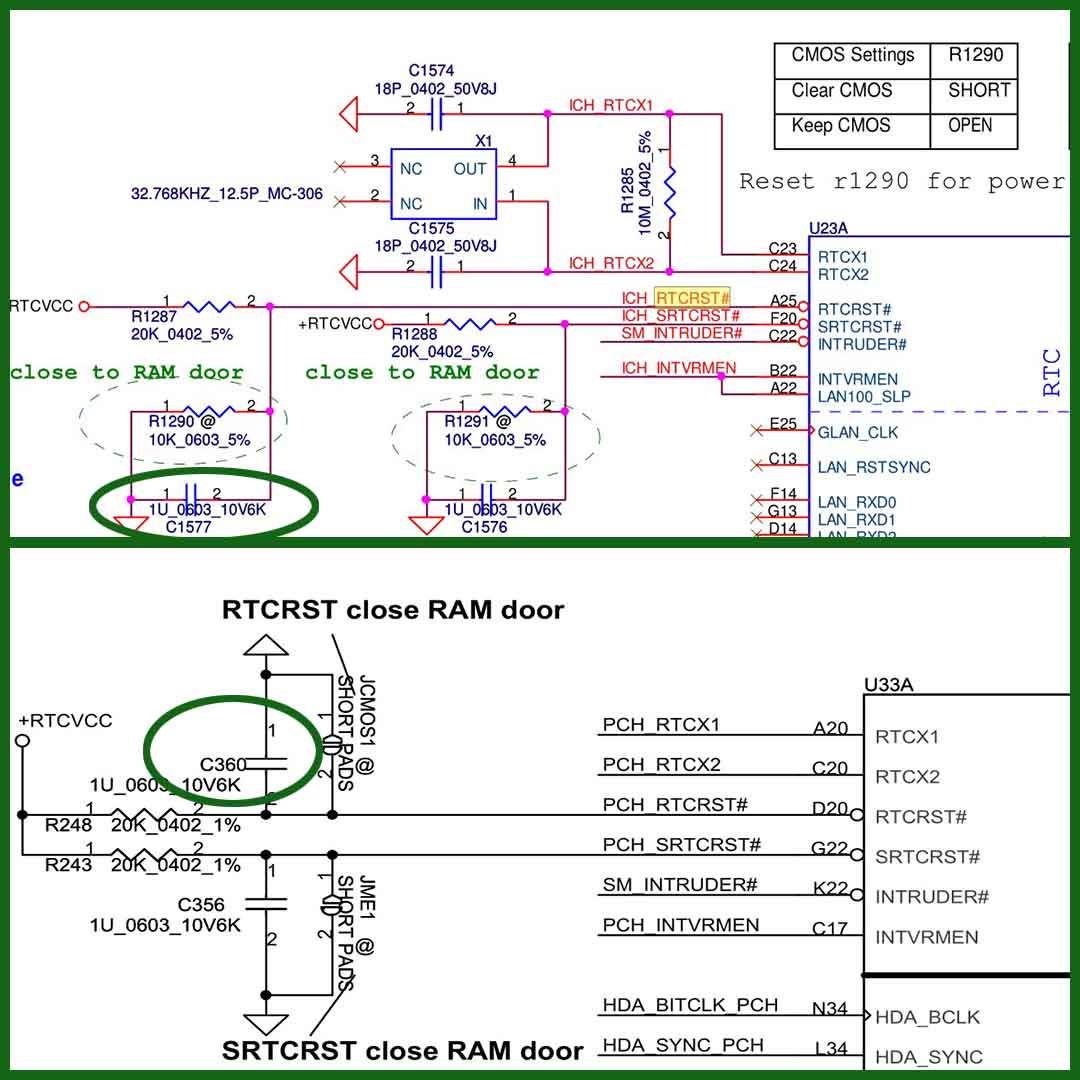 CMOS Settings R1290
Clear CMOS SHORT
Keep CMOS OPEN
Reset r1290 for power
C1574
18P_0402_50V8J
2 1
ICH_RTCX1
X1
3 NC OUT 4
2 NC IN 1
32.768KHZ_12.5P_MC-306
R1285
10M_0402_5%
1
2
C1575
18P_0402_50V8J
2 1
ICH_RTCX2
U23A
C23 RTCX1
C24 RTCX2
RTCVCC
1 2
R1287
20K_0402_5%
ICH_RTCRST# A25 RTCRST#
+RTCVCC
1 2
R1288
20K_0402_5%
ICH_SRTCRST# F20 SRTCRST#
SM_INTRUDER# C22 INTRUDER#
close to RAM door
close to RAM door
ICH_INTVRMEN B22 INTVRMEN
A22 LAN100_SLP
RTC
1 2
R1290 @
10K_0603_5%
1 2
R1291 @
10K_0603_5%
E25 GLAN_CLK
C13 LAN_RSTSYNC
e
1 2
1U_0603_10V6K
C1577
1 2
1U_0603_10V6K
C1576
F14 LAN_RXD0
G13 LAN_RXD1
D14 LAN_RXD2
RTCRST close RAM door
JCMOS1 @
SHORT PADS
1
2
+RTCVCC
1
C360
1U_0603_10V6K
2
1 2
R248 20K_0402_1%
1 2
R243 20K_0402_1%
1
C356
1U_0603_10V6K
2
JME1 @
SHORT PADS
1
2
SRTCRST close RAM door
U33A
PCH_RTCX1 A20 RTCX1
PCH_RTCX2 C20 RTCX2
PCH_RTCRST# D20 RTCRST#
PCH_SRTCRST# G22 SRTCRST#
SM_INTRUDER# K22 INTRUDER#
PCH_INTVRMEN C17 INTVRMEN
HDA_BITCLK_PCH N34 HDA_BCLK
HDA_SYNC_PCH L34 HDA_SYNC